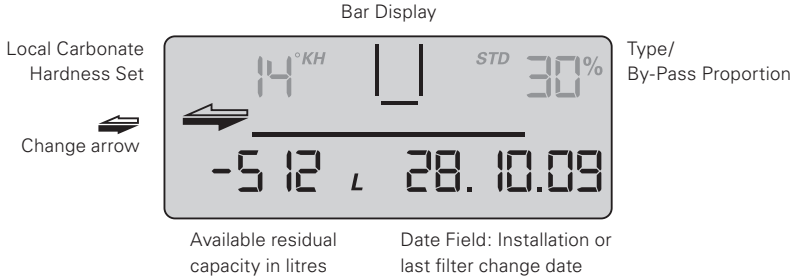 Bar Display
Local Carbonate
Hardness Set
14 °KH
STD 30%
Type/
By-Pass Proportion
Change arrow
-512 L 28.10.09
Available residual
capacity in litres
Date Field: Installation or
last filter change date